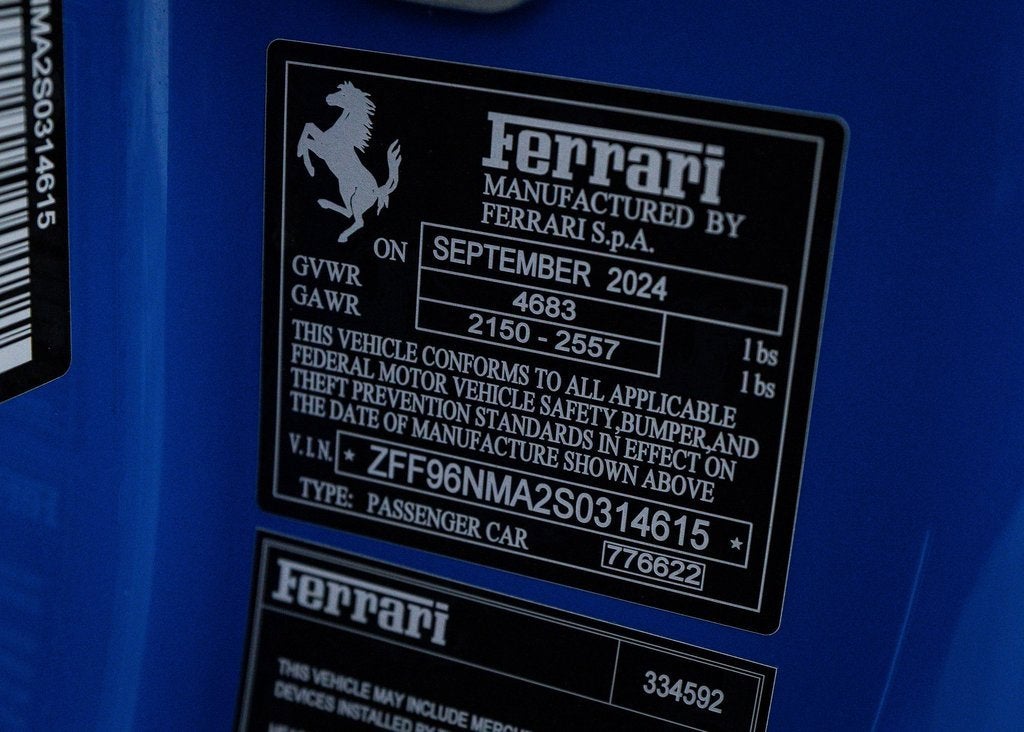 MA2S0314615
Ferrari
MANUFACTURED BY
FERRARI S.p.A.
ON SEPTEMBER 2024
GVWR 4683 lbs
GAWR 2150 - 2557 lbs
THIS VEHICLE CONFORMS TO ALL APPLICABLE
FEDERAL MOTOR VEHICLE SAFETY,BUMPER,AND
THEFT PREVENTION STANDARDS IN EFFECT ON
THE DATE OF MANUFACTURE SHOWN ABOVE
V.I.N. * ZFF96NMA2S0314615 *
TYPE: PASSENGER CAR 776622
Ferrari
334592
THIS VEHICLE MAY INCLUDE
DEVICES INSTALLED BY